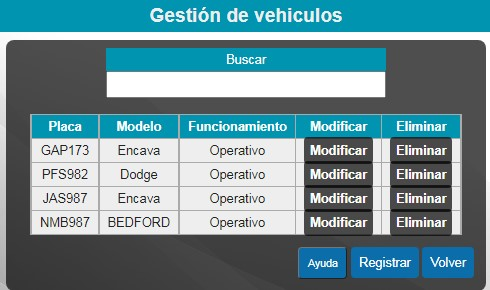 Gestión de vehiculos
Buscar
Placa Modelo Funcionamiento Modificar Eliminar
GAP173 Encava Operativo Modificar Eliminar
PFS982 Dodge Operativo Modificar Eliminar
JAS987 Encava Operativo Modificar Eliminar
NMB987 BEDFORD Operativo Modificar Eliminar
Ayuda Registrar Volver